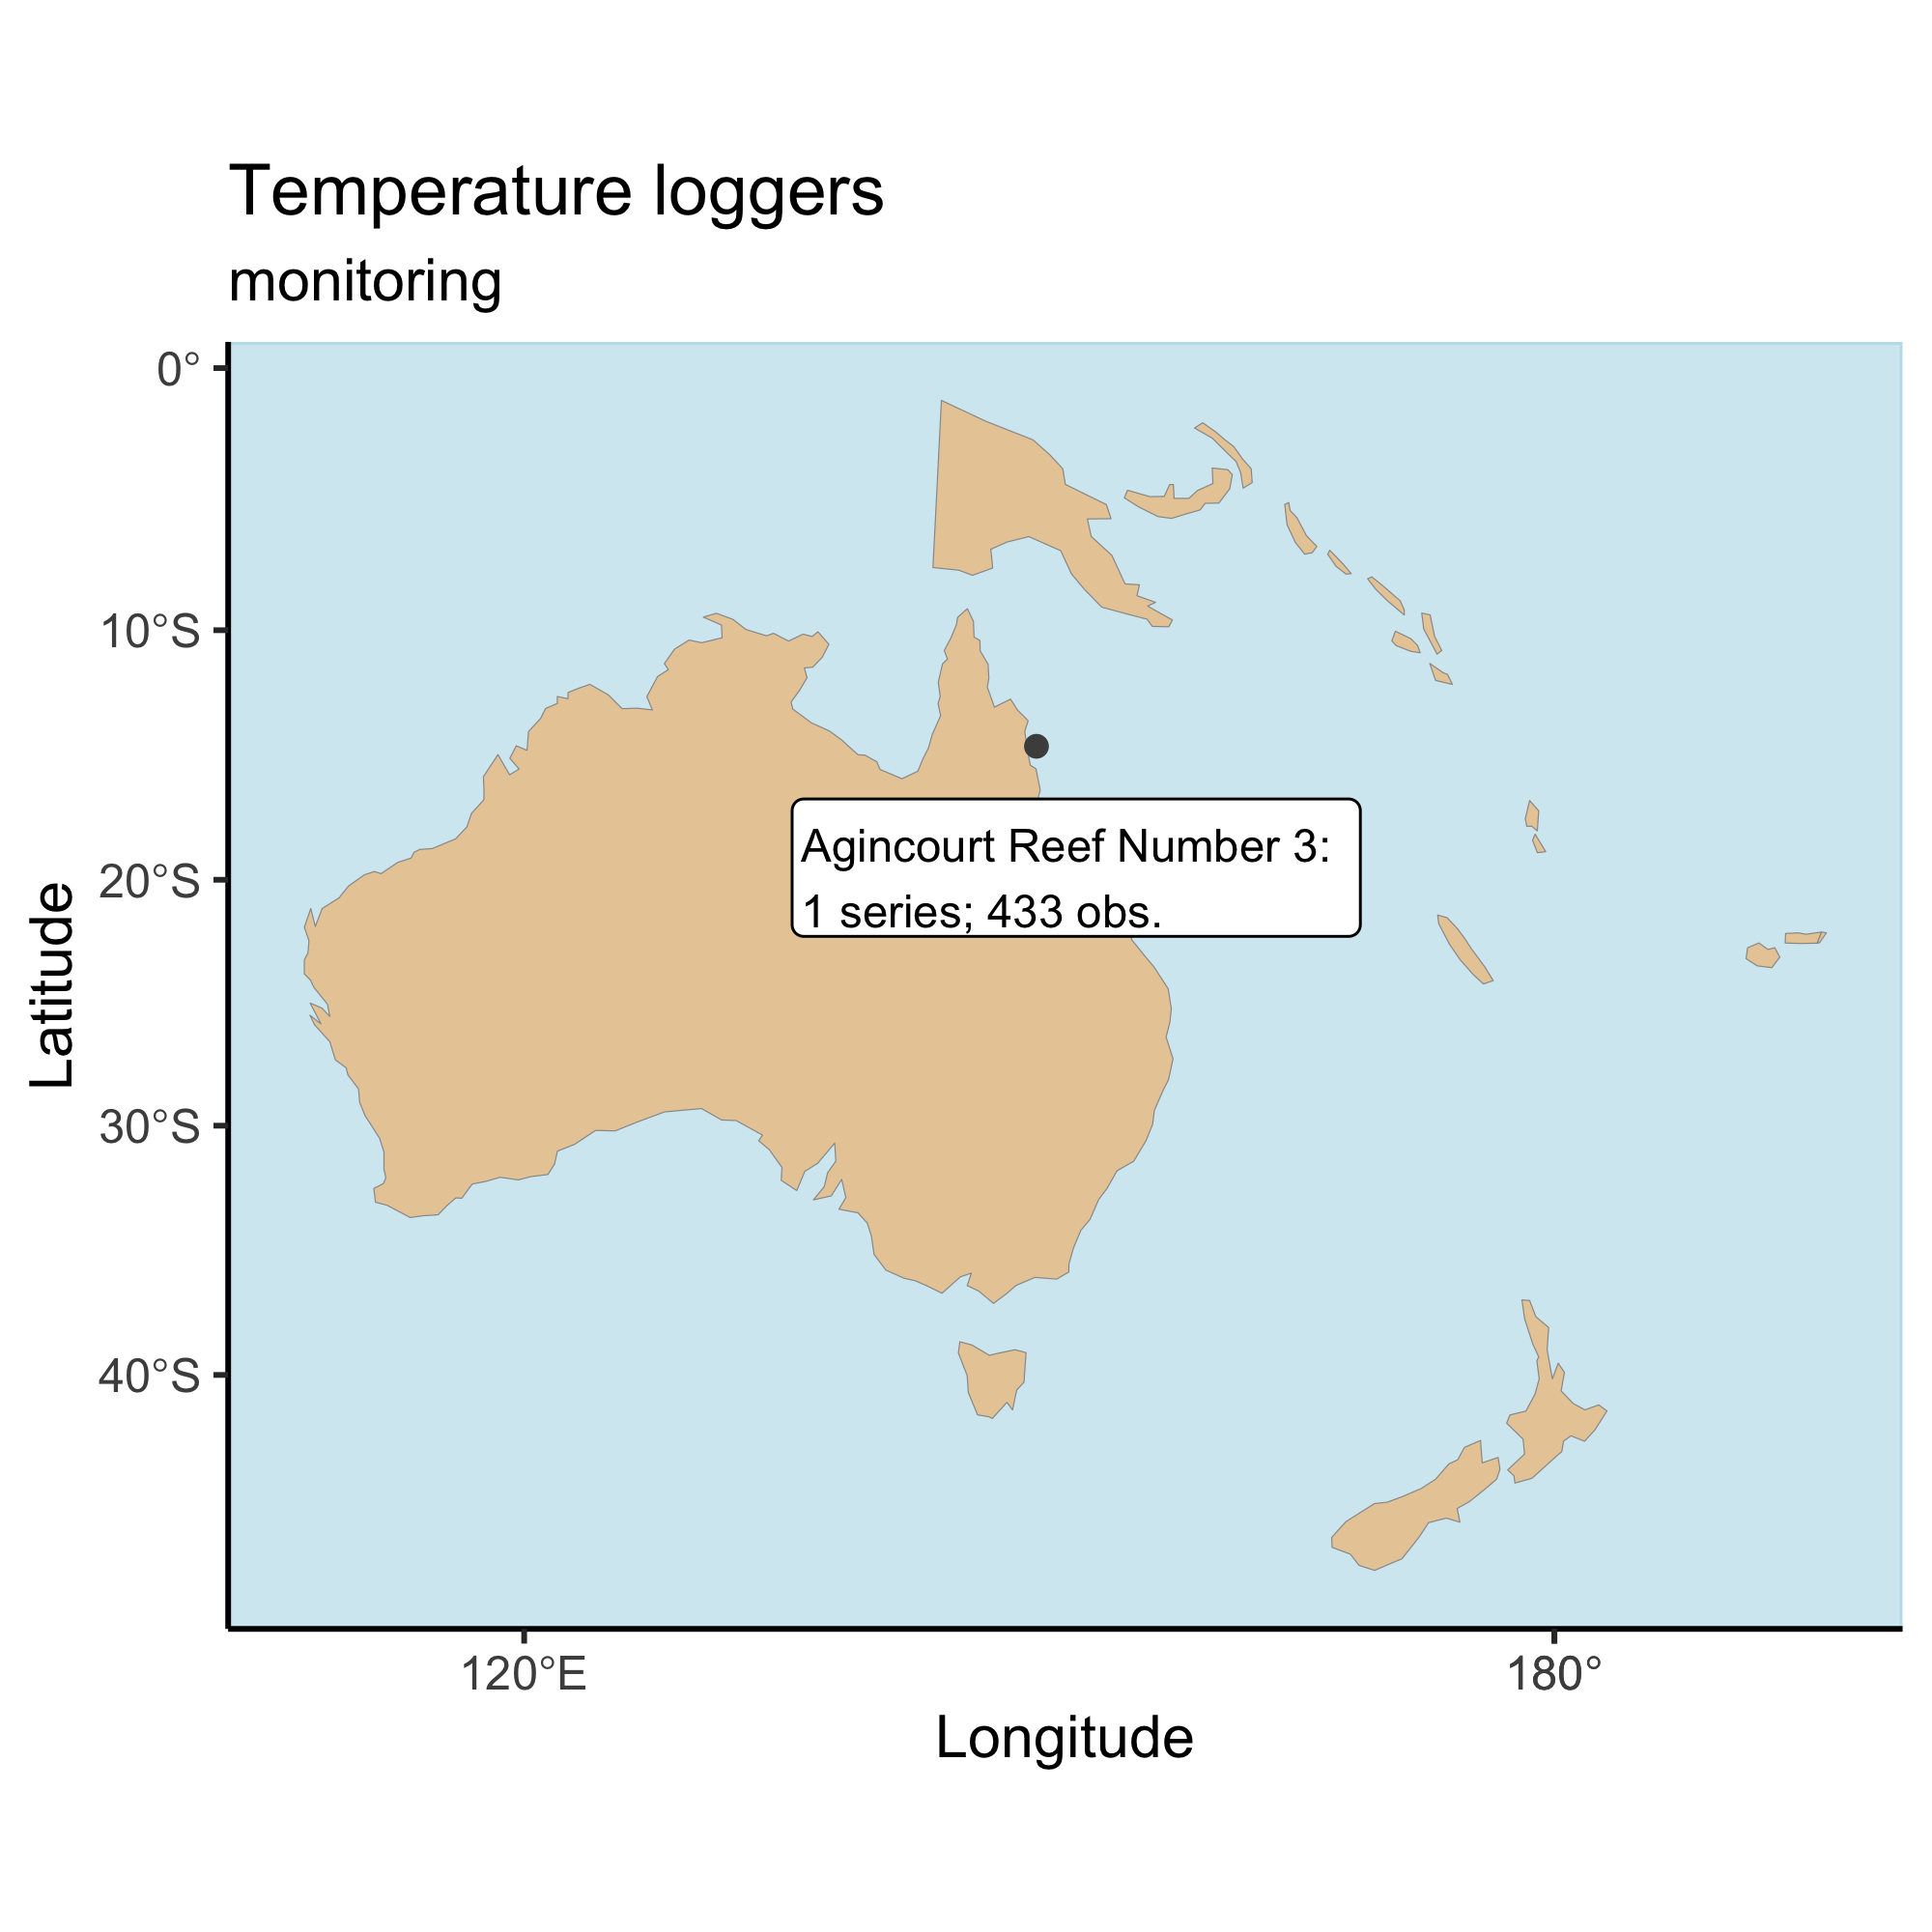 Temperature loggers
monitoring
0°
10°S
20°S
30°S
40°S
Latitude
Agincourt Reef Number 3:
1 series; 433 obs.
120°E
180°
Longitude